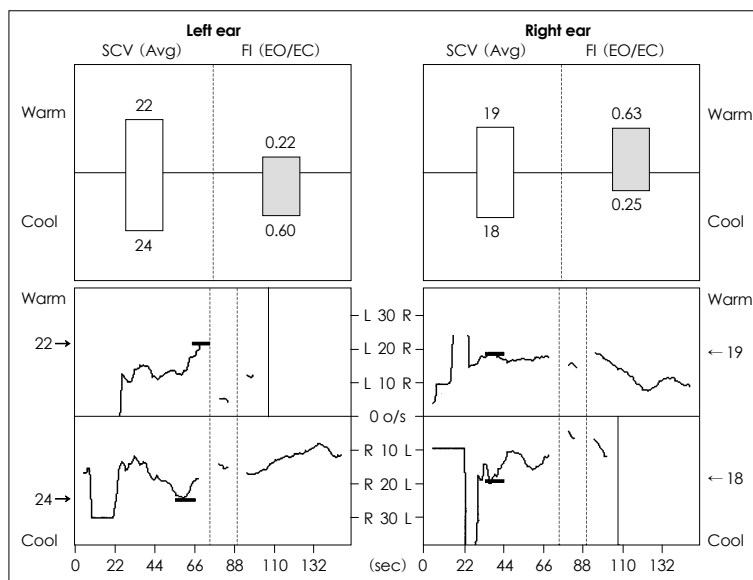 Left ear Right ear
SCV (Avg) FI (EO/EC) SCV (Avg) FI (EO/EC)
Warm 22 0.22 19 0.63 Warm
Cool 24 0.60 18 0.25 Cool
Warm Warm
L 30 R
22→ L 20 R ← 19
L 10 R
0 o/s
R 10 L
24→ R 20 L ← 18
R 30 L
Cool Cool
0 22 44 66 88 110 132 (sec) 0 22 44 66 88 110 132